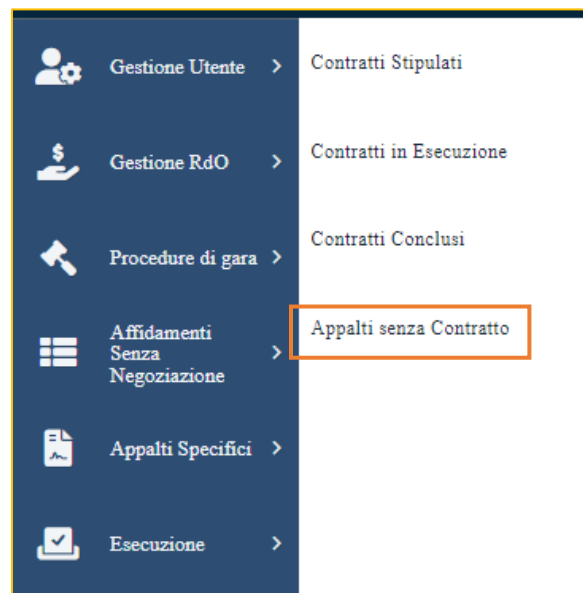 Gestione Utente
Gestione RdO
Procedure di gara
Affidamenti
Senza
Negoziazione
Appalti Specifici
Esecuzione
Contratti Stipulati
Contratti in Esecuzione
Contratti Conclusi
Appalti senza Contratto